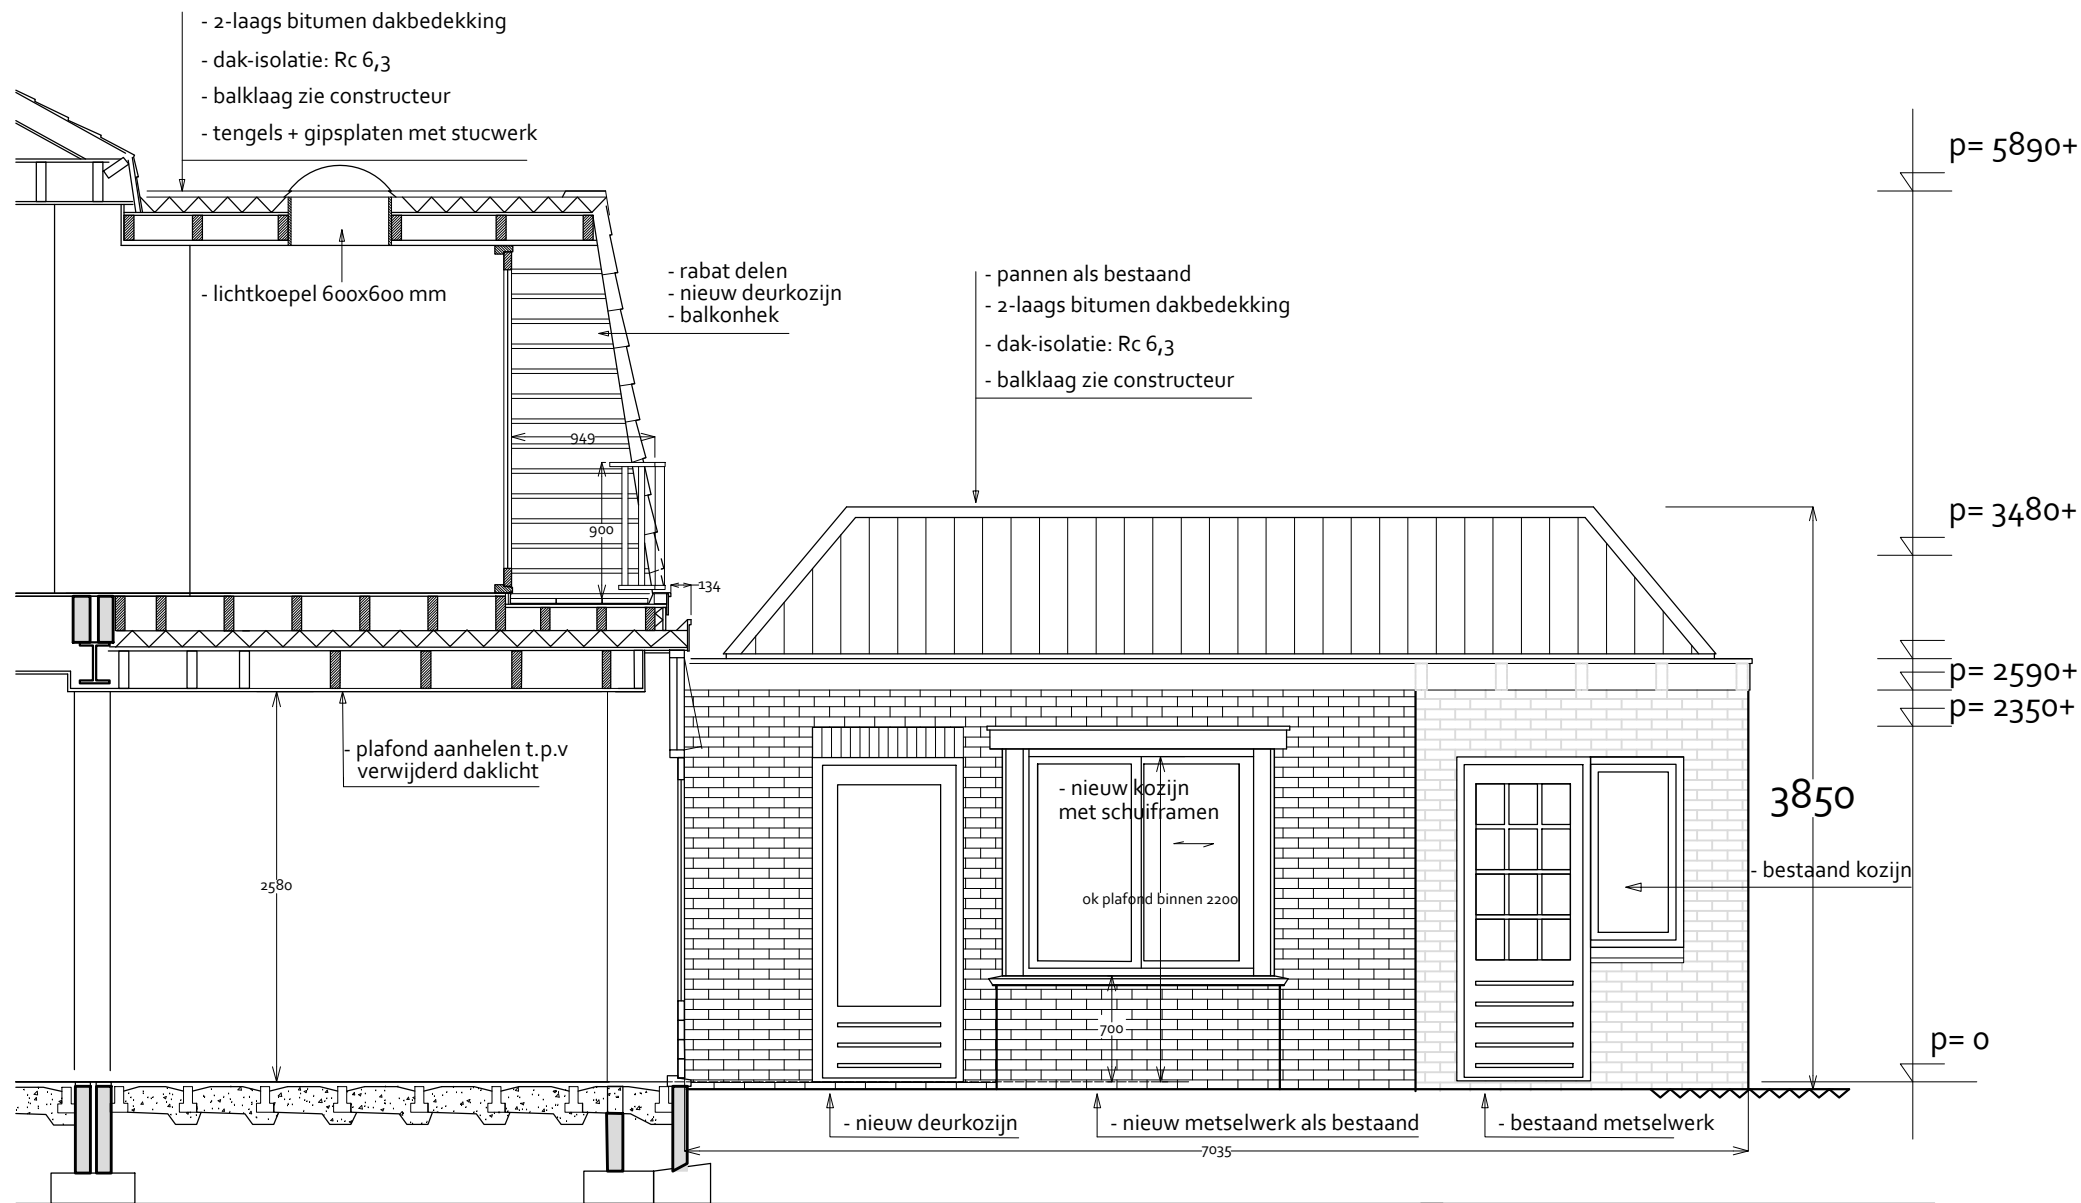 - 2-laags bitumen dakbedekking
- dak-isolatie: Rc 6,3
- balklaag zie constructeur
- tengels + gipsplaten met stucwerk
p= 5890+
- lichtkoepel 600x600 mm
- rabat delen
- nieuw deurkozijn
- balkonhek
- pannen als bestaand
- 2-laags bitumen dakbedekking
- dak-isolatie: Rc 6,3
- balklaag zie constructeur
949
900
134
p= 3480+
p= 2590+
p= 2350+
- plafond aanhelen t.p.v
verwijderd daklicht
- nieuw kozijn
met schuiframen
3850
2580
- bestaand kozijn
ok plafond binnen 2200
700
p= 0
- nieuw deurkozijn
- nieuw metselwerk als bestaand
- bestaand metselwerk
7035